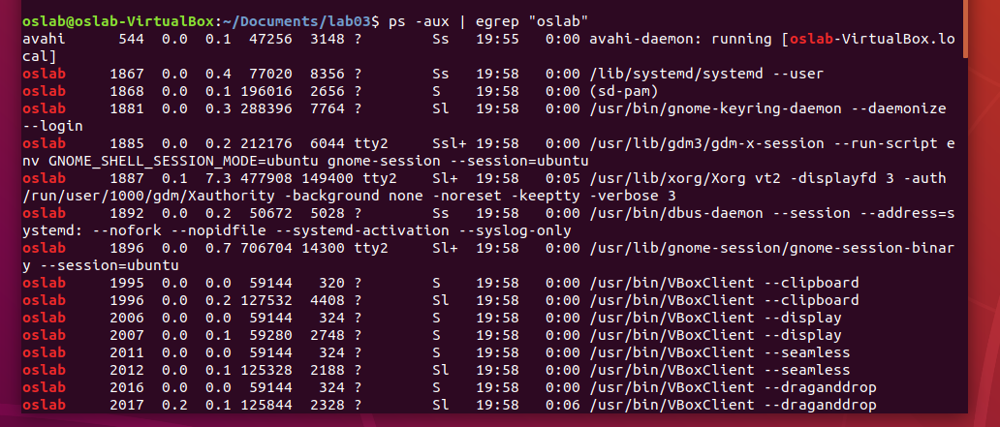 oslab@oslab-VirtualBox:~/Documents/lab03$ ps -aux | egrep "oslab"
avahi      544  0.0  0.1  47256  3148 ?        Ss   19:55   0:00 avahi-daemon: running [oslab-VirtualBox.lo
cal]
oslab     1867  0.0  0.4  77020  8356 ?        Ss   19:58   0:00 /lib/systemd/systemd --user
oslab     1868  0.0  0.1 196016  2656 ?        S    19:58   0:00 (sd-pam)
oslab     1881  0.0  0.3 288396  7764 ?        Sl   19:58   0:00 /usr/bin/gnome-keyring-daemon --daemonize
--login
oslab     1885  0.0  0.2 212176  6044 tty2     Ssl+ 19:58   0:00 /usr/lib/gdm3/gdm-x-session --run-script e
nv GNOME_SHELL_SESSION_MODE=ubuntu gnome-session --session=ubuntu
oslab     1887  0.1  7.3 477908 149400 tty2    Sl+  19:58   0:05 /usr/lib/xorg/Xorg vt2 -displayfd 3 -auth
/run/user/1000/gdm/Xauthority -background none -noreset -keeptty -verbose 3
oslab     1892  0.0  0.2  50672  5028 ?        Ss   19:58   0:00 /usr/bin/dbus-daemon --session --address=s
ystemd: --nofork --nopidfile --systemd-activation --syslog-only
oslab     1896  0.0  0.7 706704 14300 tty2     Sl+  19:58   0:00 /usr/lib/gnome-session/gnome-session-binar
y --session=ubuntu
oslab     1995  0.0  0.0  59144   320 ?        S    19:58   0:00 /usr/bin/VBoxClient --clipboard
oslab     1996  0.0  0.2 127532  4408 ?        Sl   19:58   0:00 /usr/bin/VBoxClient --clipboard
oslab     2006  0.0  0.0  59144   324 ?        S    19:58   0:00 /usr/bin/VBoxClient --display
oslab     2007  0.0  0.1  59280  2748 ?        S    19:58   0:00 /usr/bin/VBoxClient --display
oslab     2011  0.0  0.0  59144   324 ?        S    19:58   0:00 /usr/bin/VBoxClient --seamless
oslab     2012  0.0  0.1 125328  2188 ?        Sl   19:58   0:00 /usr/bin/VBoxClient --seamless
oslab     2016  0.0  0.0  59144   324 ?        S    19:58   0:00 /usr/bin/VBoxClient --draganddrop
oslab     2017  0.2  0.1 125844  2328 ?        Sl   19:58   0:06 /usr/bin/VBoxClient --draganddrop